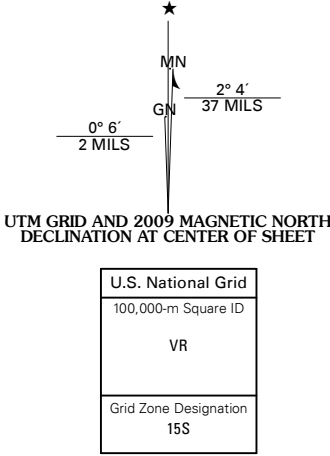 ★
MN
GN
2° 4´
37 MILS
0° 6´
2 MILS
UTM GRID AND 2009 MAGNETIC NORTH
DECLINATION AT CENTER OF SHEET
U.S. National Grid
100,000-m Square ID
VR
Grid Zone Designation
15S